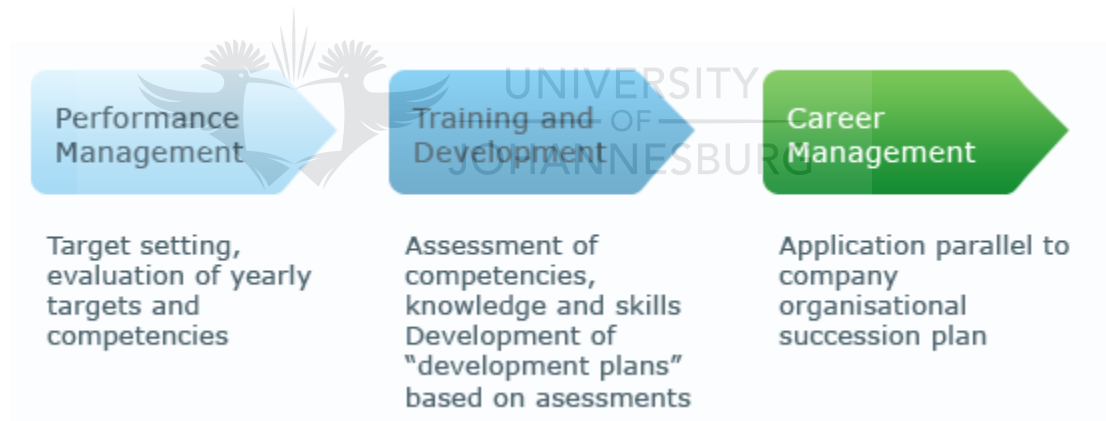 UNIVERSITY
OF
JOHANNESBURG
Performance
Management
Target setting,
evaluation of yearly
targets and
competencies
Training and
Development
Assessment of
competencies,
knowledge and skills
Development of
“development plans”
based on asessments
Career
Management
Application parallel to
company
organisational
succession plan